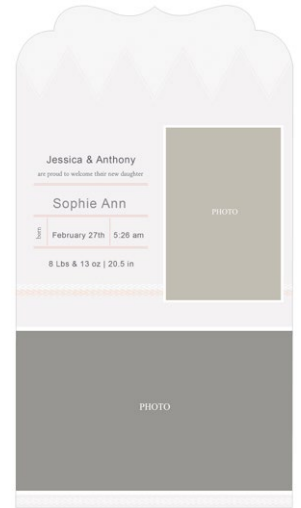 Jessica & Anthony
are proud to welcome their new daughter
Sophie Ann
born
February 27th
5:26 am
8 Lbs & 13 oz | 20.5 in
PHOTO
PHOTO